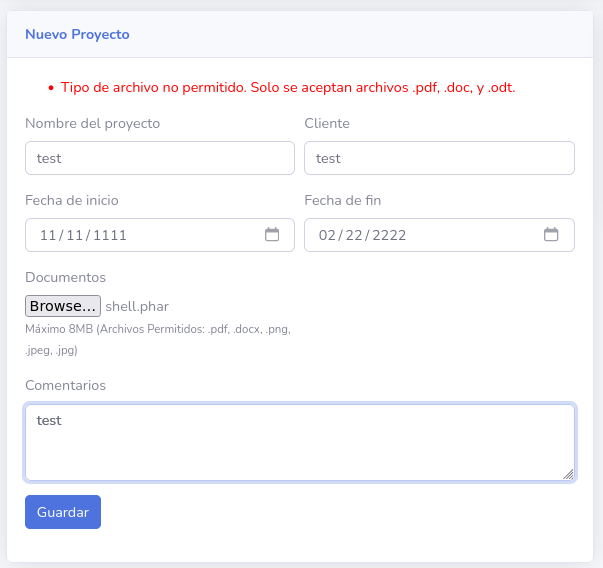 Nuevo Proyecto
• Tipo de archivo no permitido. Solo se aceptan archivos .pdf, .doc, y .odt.
Nombre del proyecto Cliente
test test
Fecha de inicio Fecha de fin
11/11/1111 02/22/2222
Documentos
Browse... shell.phar
Máximo 8MB (Archivos Permitidos: .pdf, .docx, .png,
.jpeg, .jpg)
Comentarios
test
Guardar